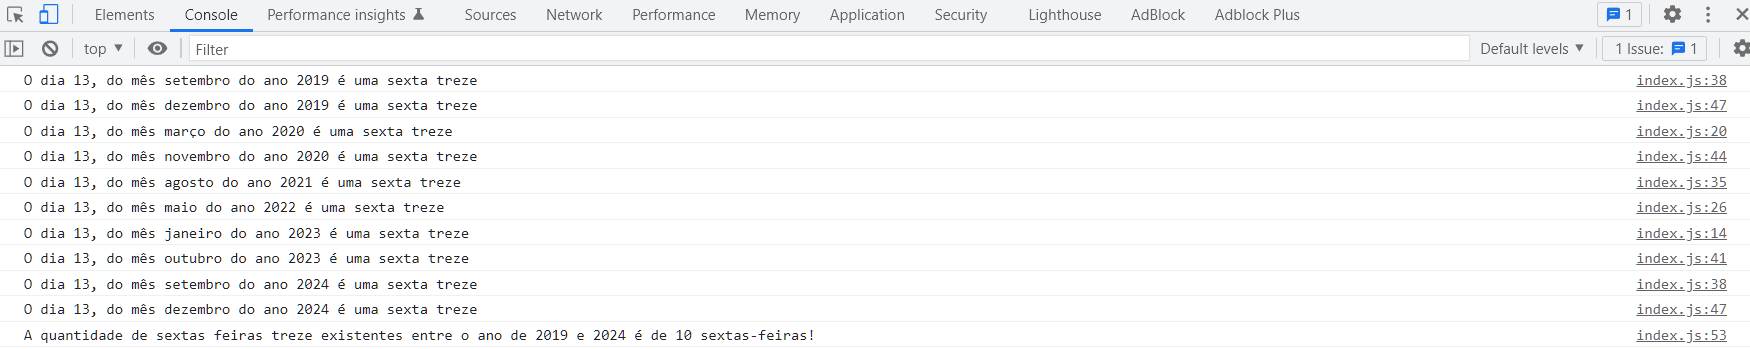 Elements Console Performance insights Sources Network Performance Memory Application Security Lighthouse AdBlock Adblock Plus 1
top Filter Default levels 1 Issue: 1
O dia 13, do mês setembro do ano 2019 é uma sexta treze index.js:38
O dia 13, do mês dezembro do ano 2019 é uma sexta treze index.js:47
O dia 13, do mês março do ano 2020 é uma sexta treze index.js:20
O dia 13, do mês novembro do ano 2020 é uma sexta treze index.js:44
O dia 13, do mês agosto do ano 2021 é uma sexta treze index.js:35
O dia 13, do mês maio do ano 2022 é uma sexta treze index.js:26
O dia 13, do mês janeiro do ano 2023 é uma sexta treze index.js:14
O dia 13, do mês outubro do ano 2023 é uma sexta treze index.js:41
O dia 13, do mês setembro do ano 2024 é uma sexta treze index.js:38
O dia 13, do mês dezembro do ano 2024 é uma sexta treze index.js:47
A quantidade de sextas feiras treze existentes entre o ano de 2019 e 2024 é de 10 sextas-feiras! index.js:53